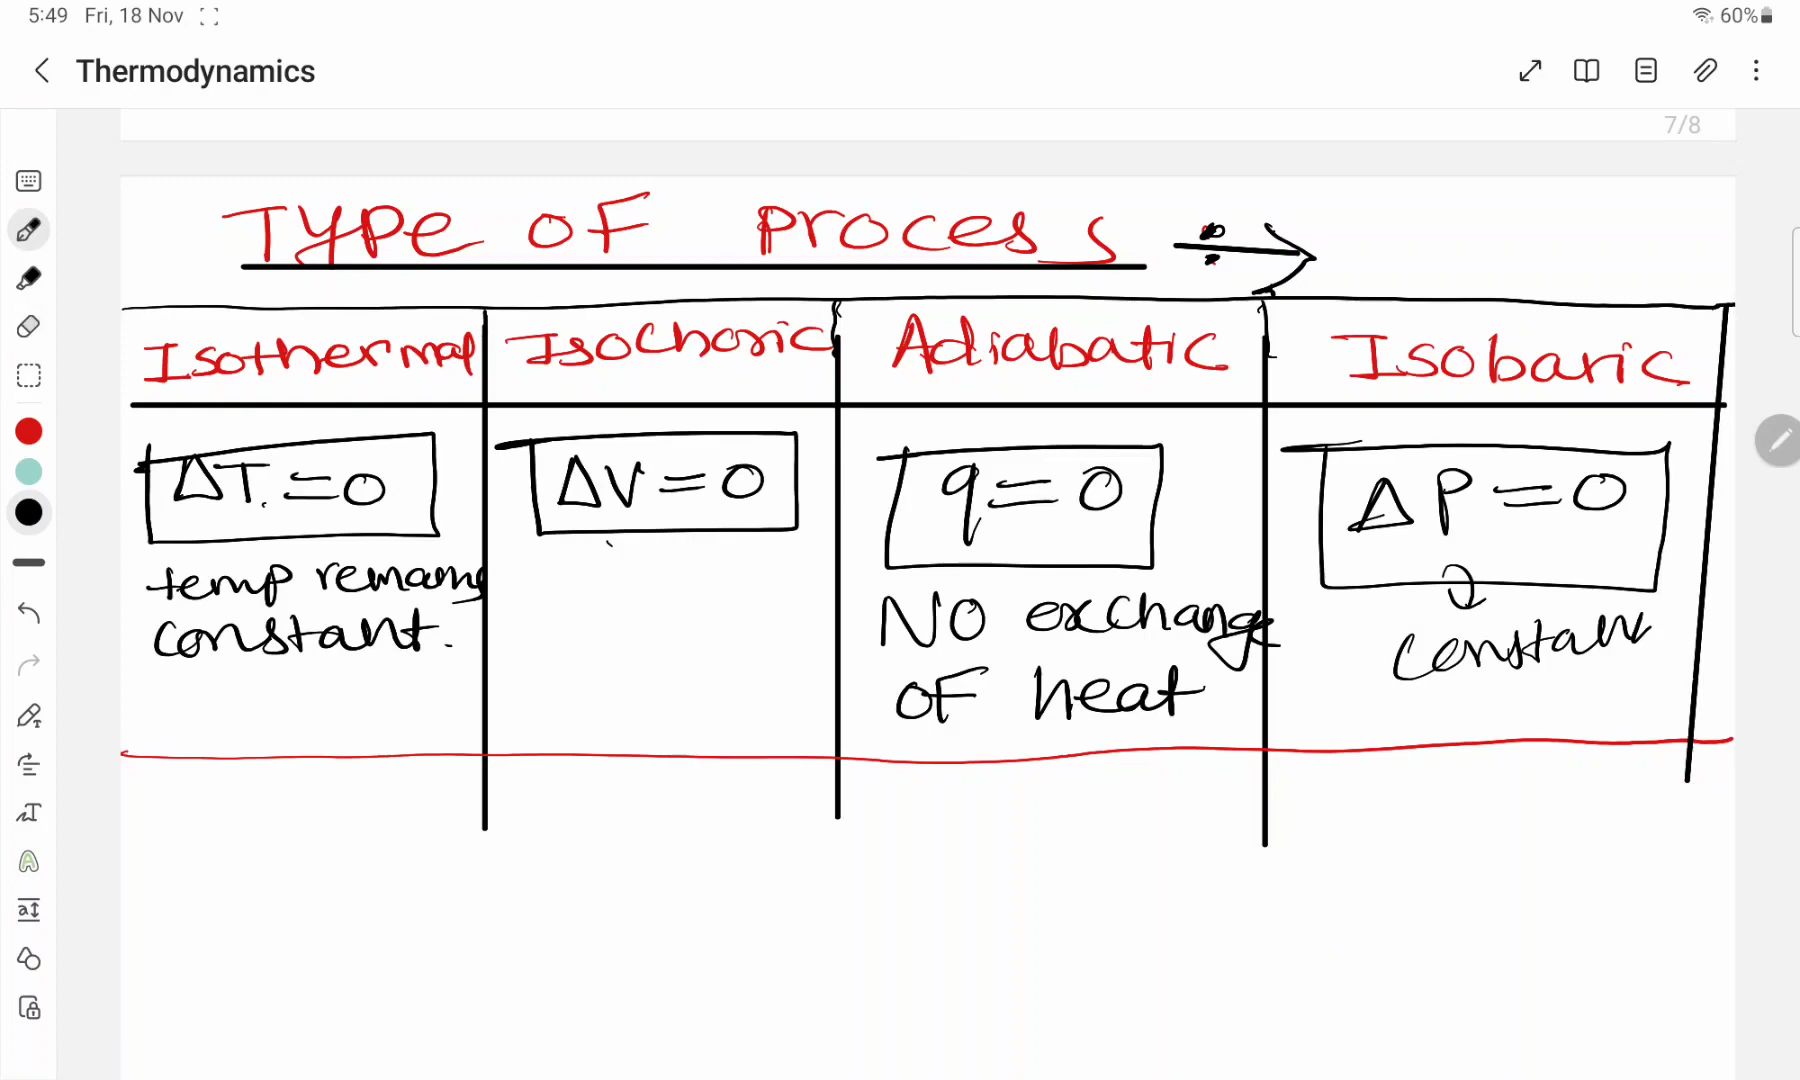 5:49 Fri, 18 Nov
60%
Thermodynamics
7/8
Type of process
Isothermal Isochoric Adiabatic Isobaric
ΔT = 0 ΔV = 0 q = 0 ΔP = 0
temp remains
constant.
No exchange
of heat
constant